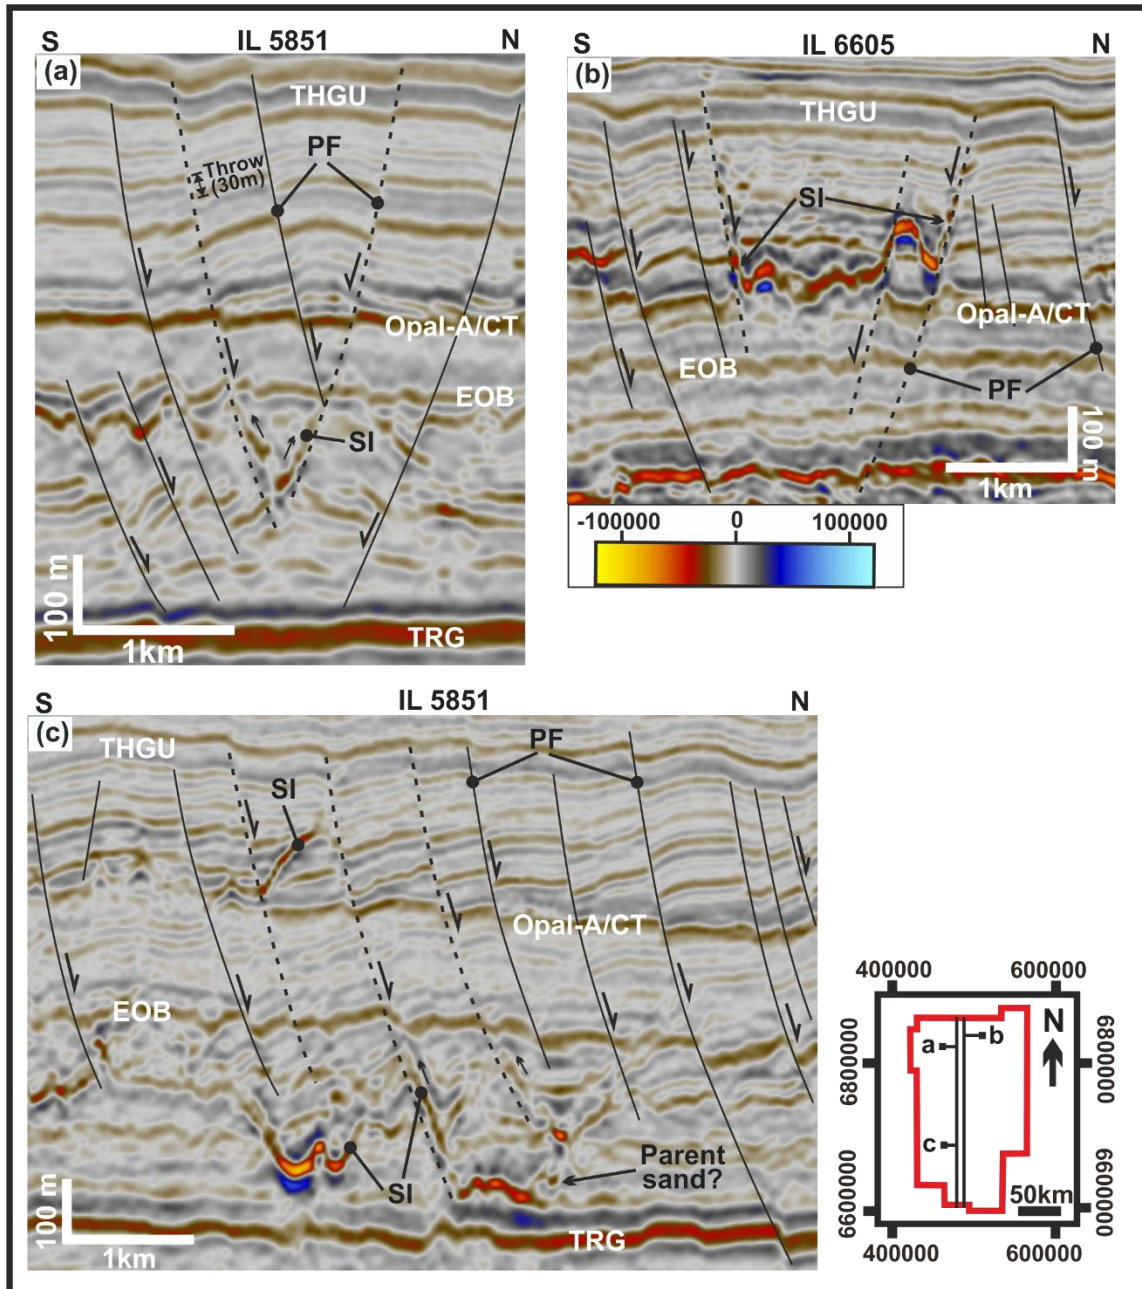 S IL 5851 N
(a)
THGU
PF
Throw
(30m)
Opal-A/CT
EOB
SI
100 m
1km
TRG
S IL 6605 N
(b)
THGU
SI
Opal-A/CT
EOB
PF
100 m
1km
-100000 0 100000
S IL 5851 N
(c)
THGU
PF
SI
Opal-A/CT
EOB
Parent
sand?
SI
100 m
1km
TRG
400000 600000
N
a b
6800000 6800000
c
50km
6600000 6600000
400000 600000